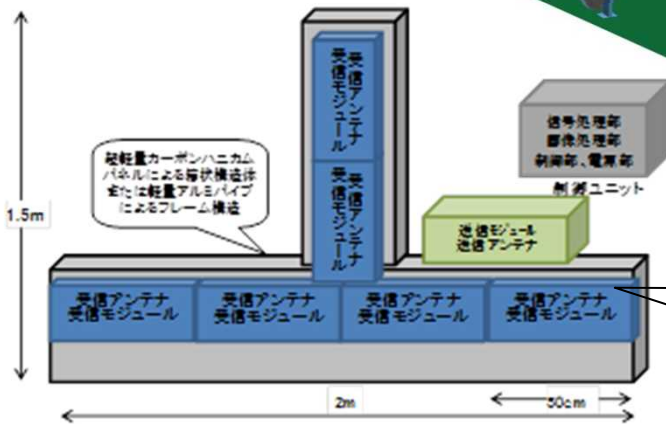 受信アンテナ
受信モジュール
受信アンテナ
受信モジュール
信号処理部
画像処理部
制御部、電源部
制御ユニット
超軽量カーボンハニカム
パネルによる箱状構造体
または軽量アルミパイプ
によるフレーム構造
1.5m
送信モジュール
送信アンテナ
受信アンテナ
受信モジュール
受信アンテナ
受信モジュール
受信アンテナ
受信モジュール
受信アンテナ
受信モジュール
2m
50cm